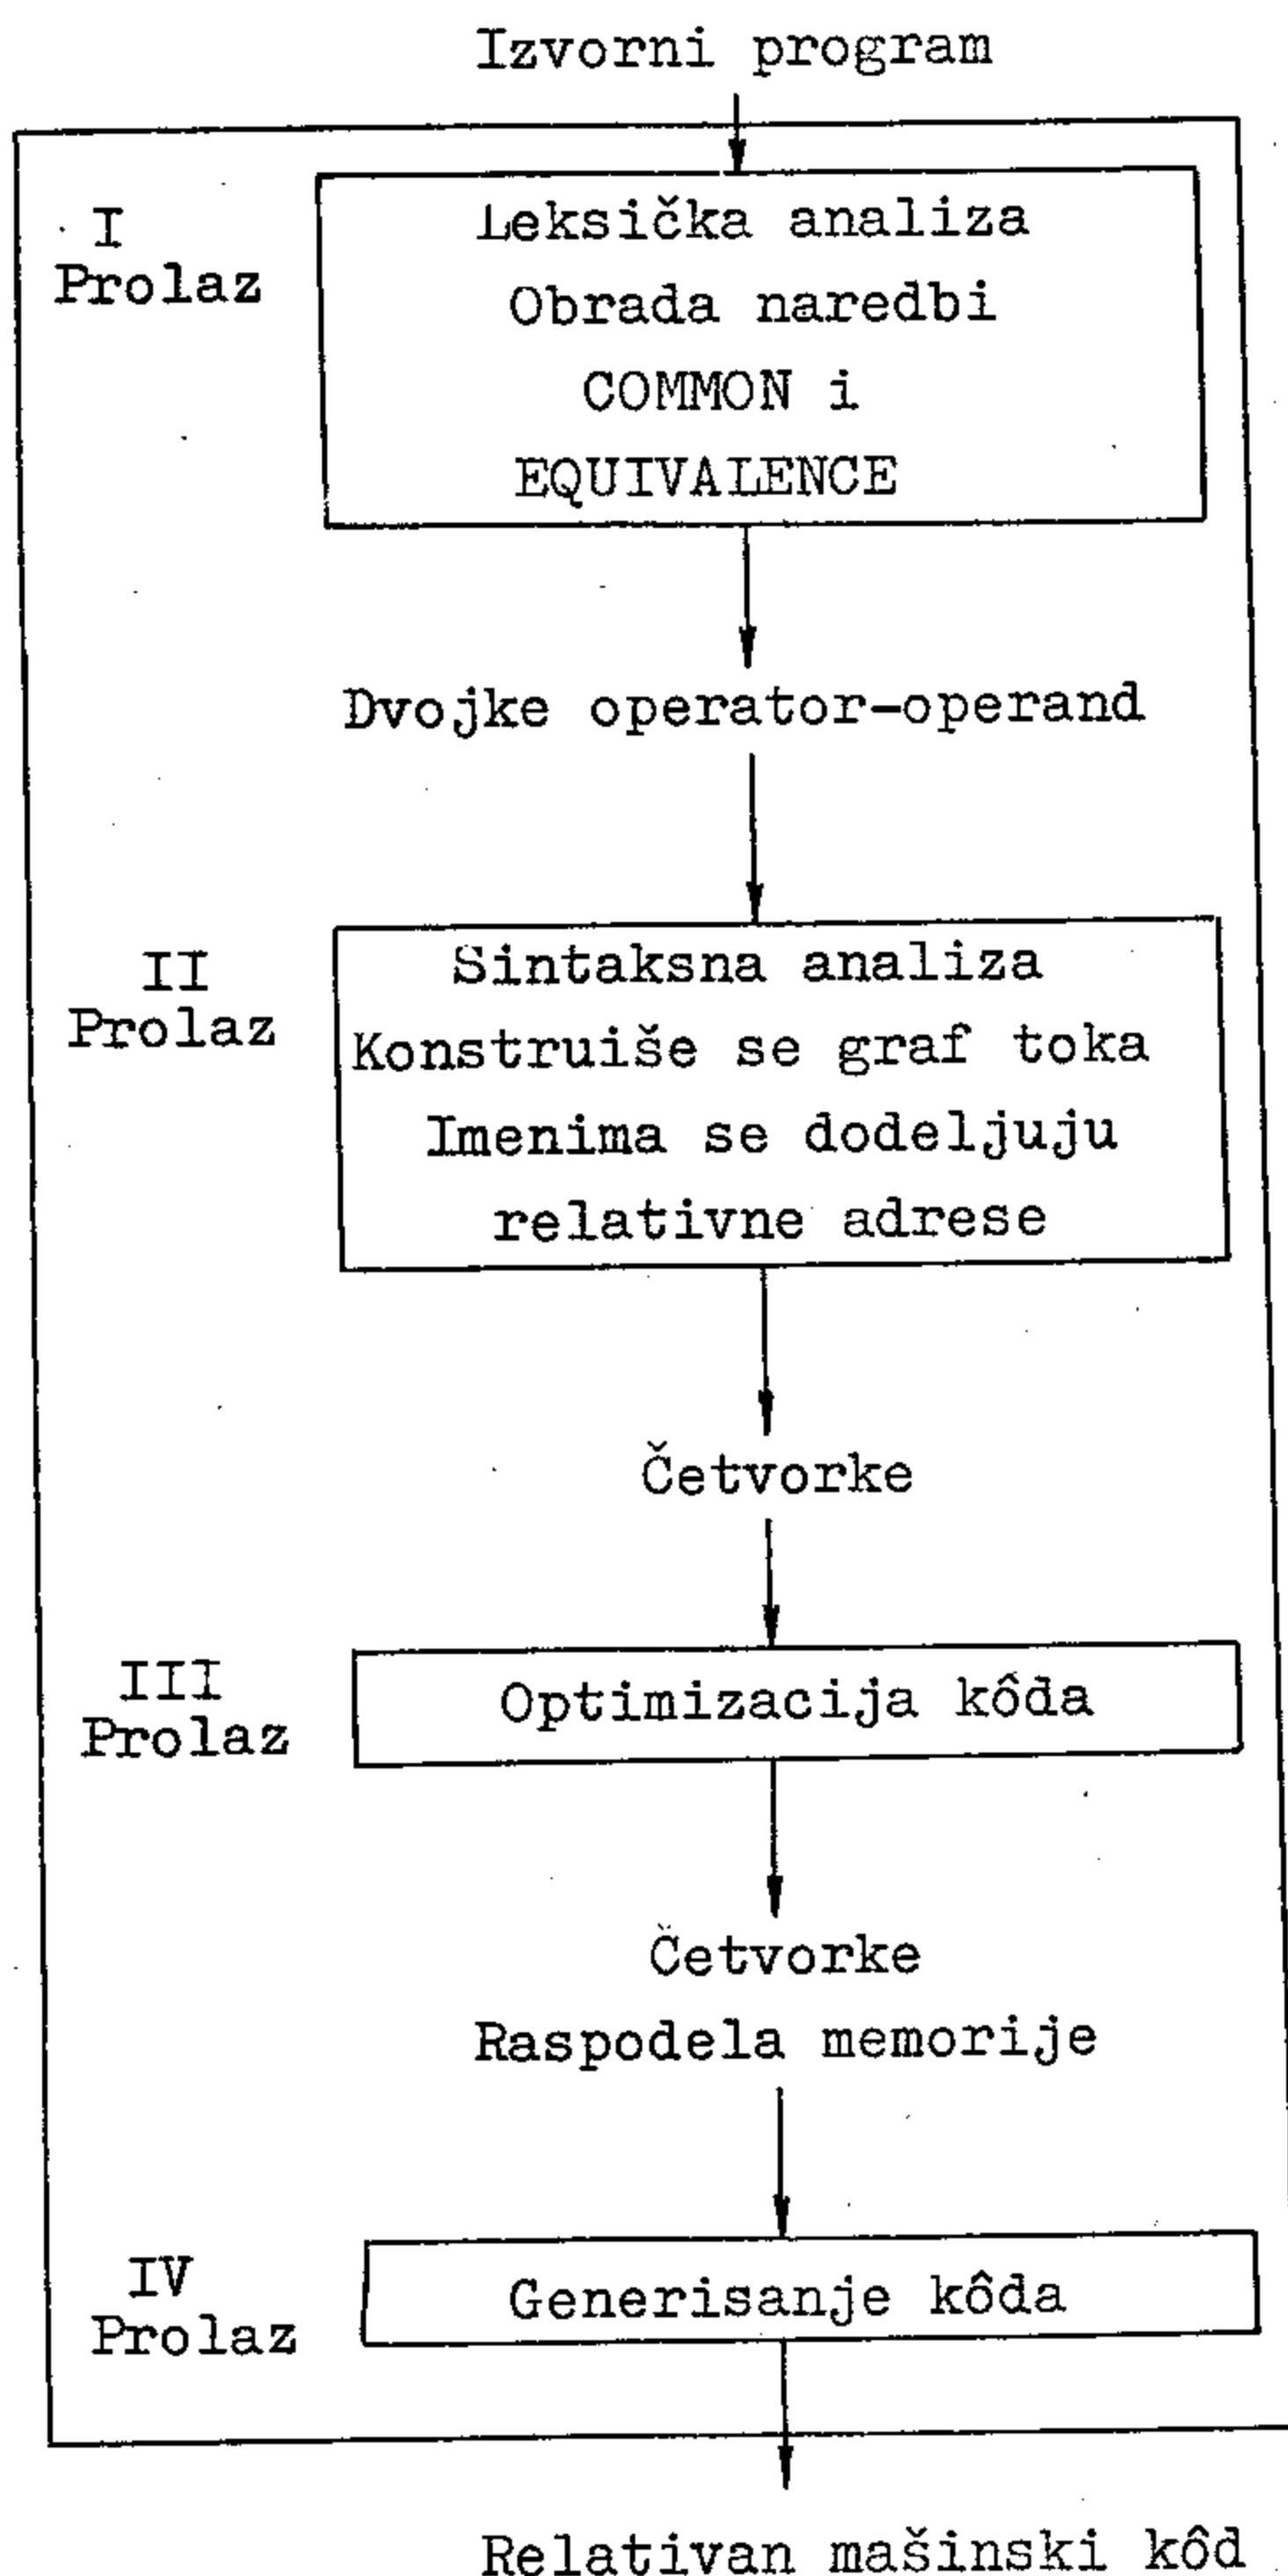 Izvorni program
I
Prolaz
Leksička analiza
Obrada naredbi
COMMON i
EQUIVALENCE
Dvojke operator-operand
II
Prolaz
Sintaksna analiza
Konstruiše se graf toka
Imenima se dodeljuju
relativne adrese
Četvorke
III
Prolaz
Optimizacija kôda
Četvorke
Raspodela memorije
IV
Prolaz
Generisanje kôda
Relativan mašinski kôd